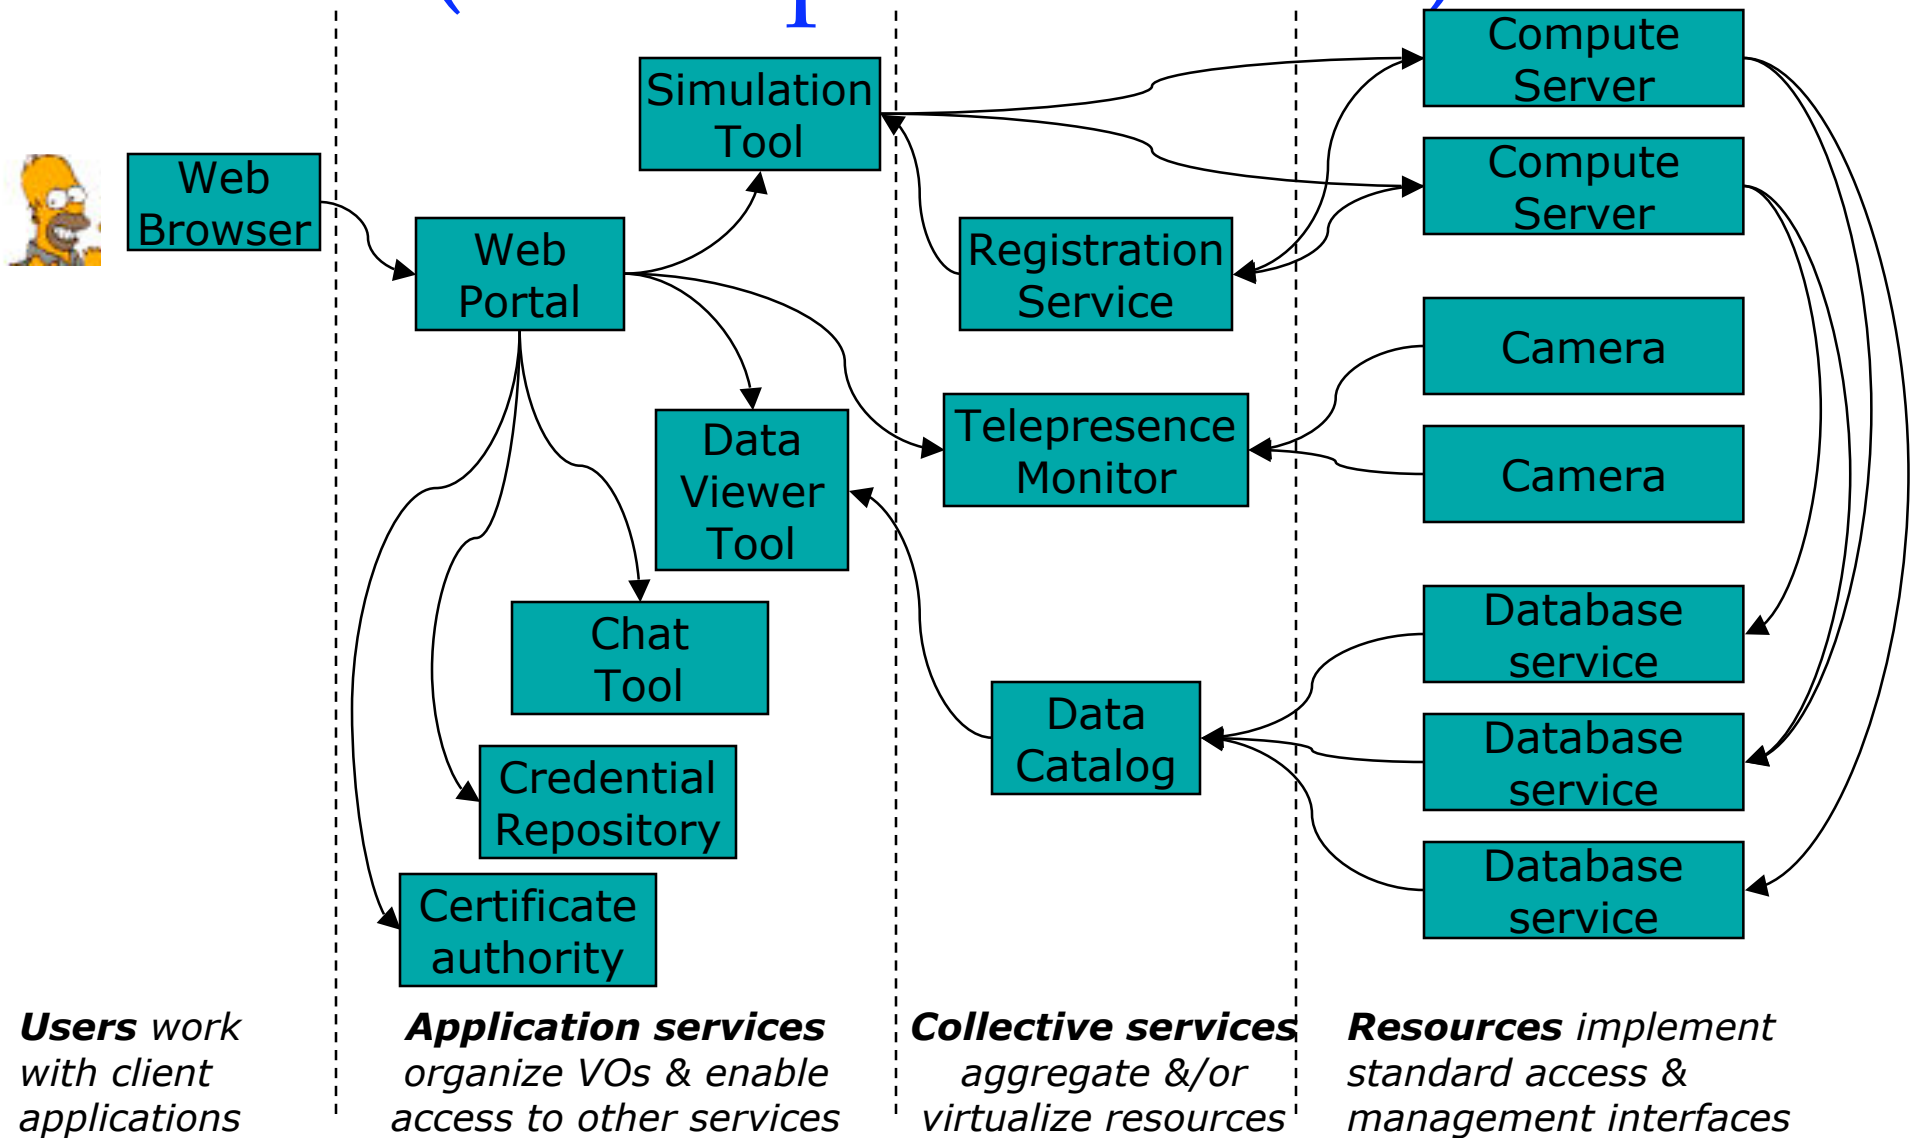 Compute
Server
Simulation
Tool
Compute
Server
Web
Browser
Web
Portal
Registration
Service
Camera
Telepresence
Monitor
Data
Viewer
Tool
Camera
Database
service
Chat
Tool
Data
Catalog
Database
service
Credential
Repository
Database
service
Certificate
authority
Users work
with client
applications
Application services
organize VOs & enable
access to other services
Collective services
aggregate &/or
virtualize resources
Resources implement
standard access &
management interfaces